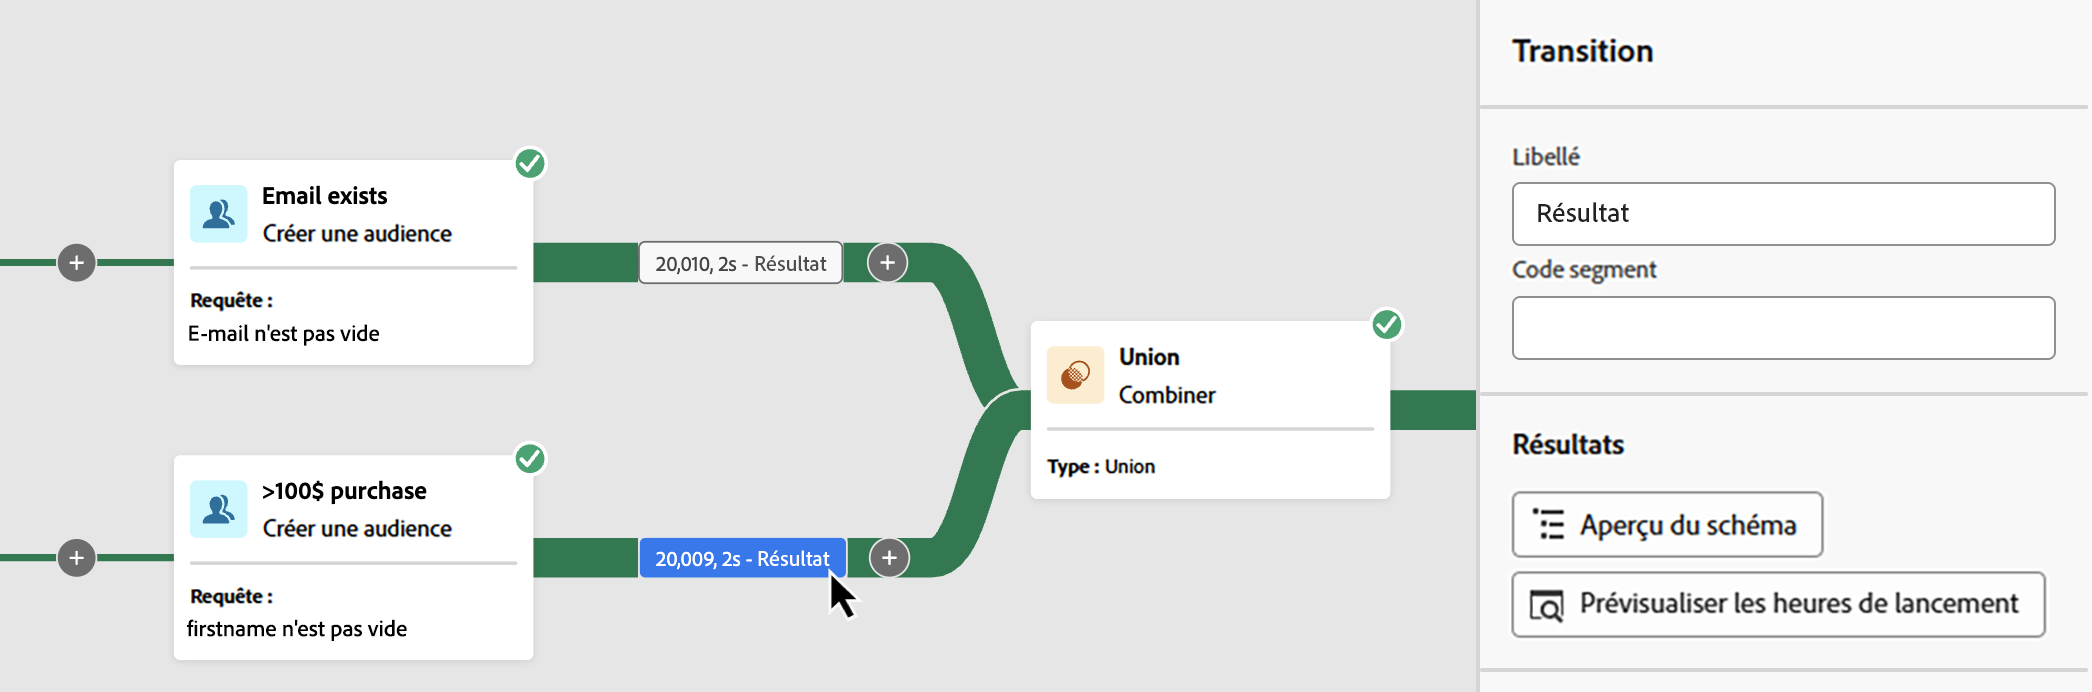 Email exists
Créer une audience
Requête :
E-mail n'est pas vide
20,010, 2s - Résultat
>100$ purchase
Créer une audience
Requête :
firstname n'est pas vide
20,009, 2s - Résultat
Union
Combiner
Type : Union
Transition
Libellé
Résultat
Code segment
Résultats
Aperçu du schéma
Prévisualiser les heures de lancement